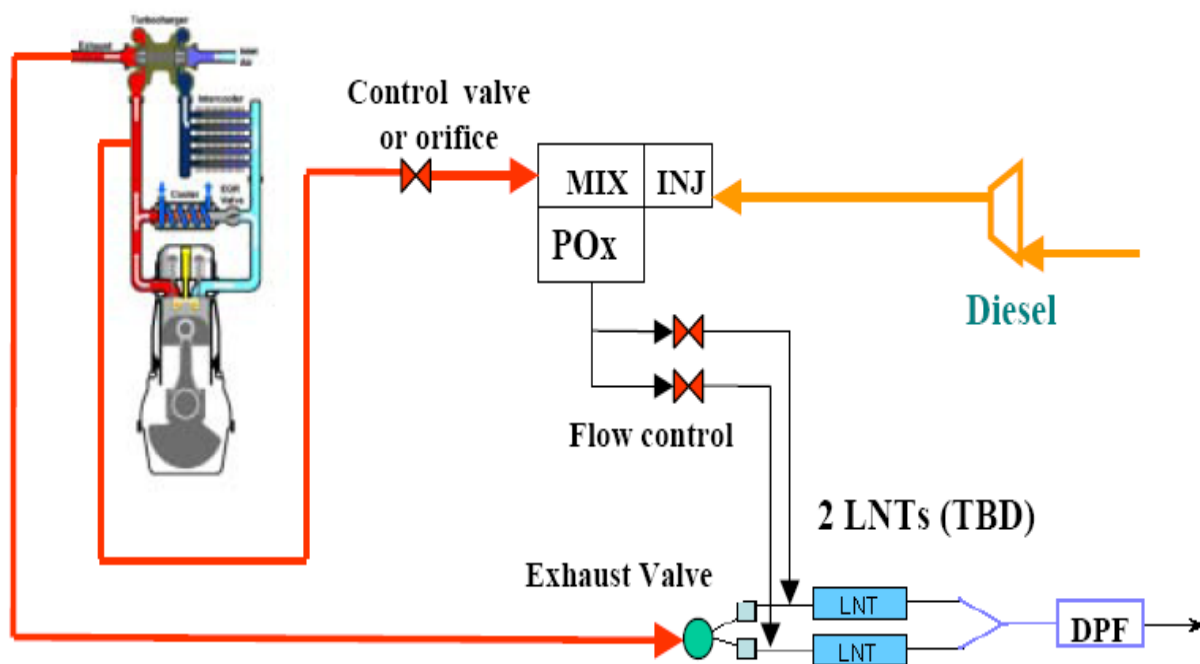 Turbocharger
Exhaust
Inlet
Air
Intercooler
Cooler
EGR
Valve
Control valve
or orifice
MIX
INJ
POx
Diesel
Flow control
2 LNTs (TBD)
Exhaust Valve
LNT
LNT
DPF